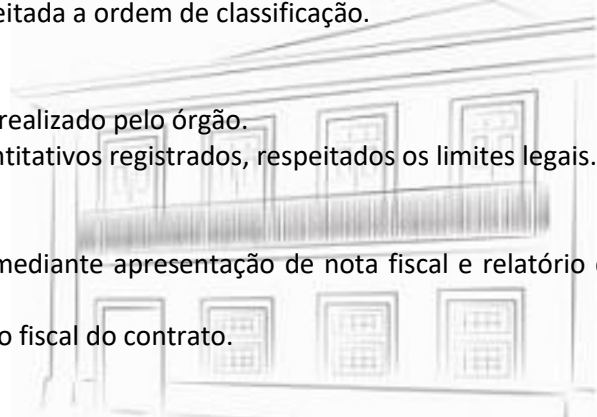 eitada a ordem de classificação.
realizado pelo órgão.
ntitativos registrados, respeitados os limites legais.
mediante apresentação de nota fiscal e relatório
o fiscal do contrato.